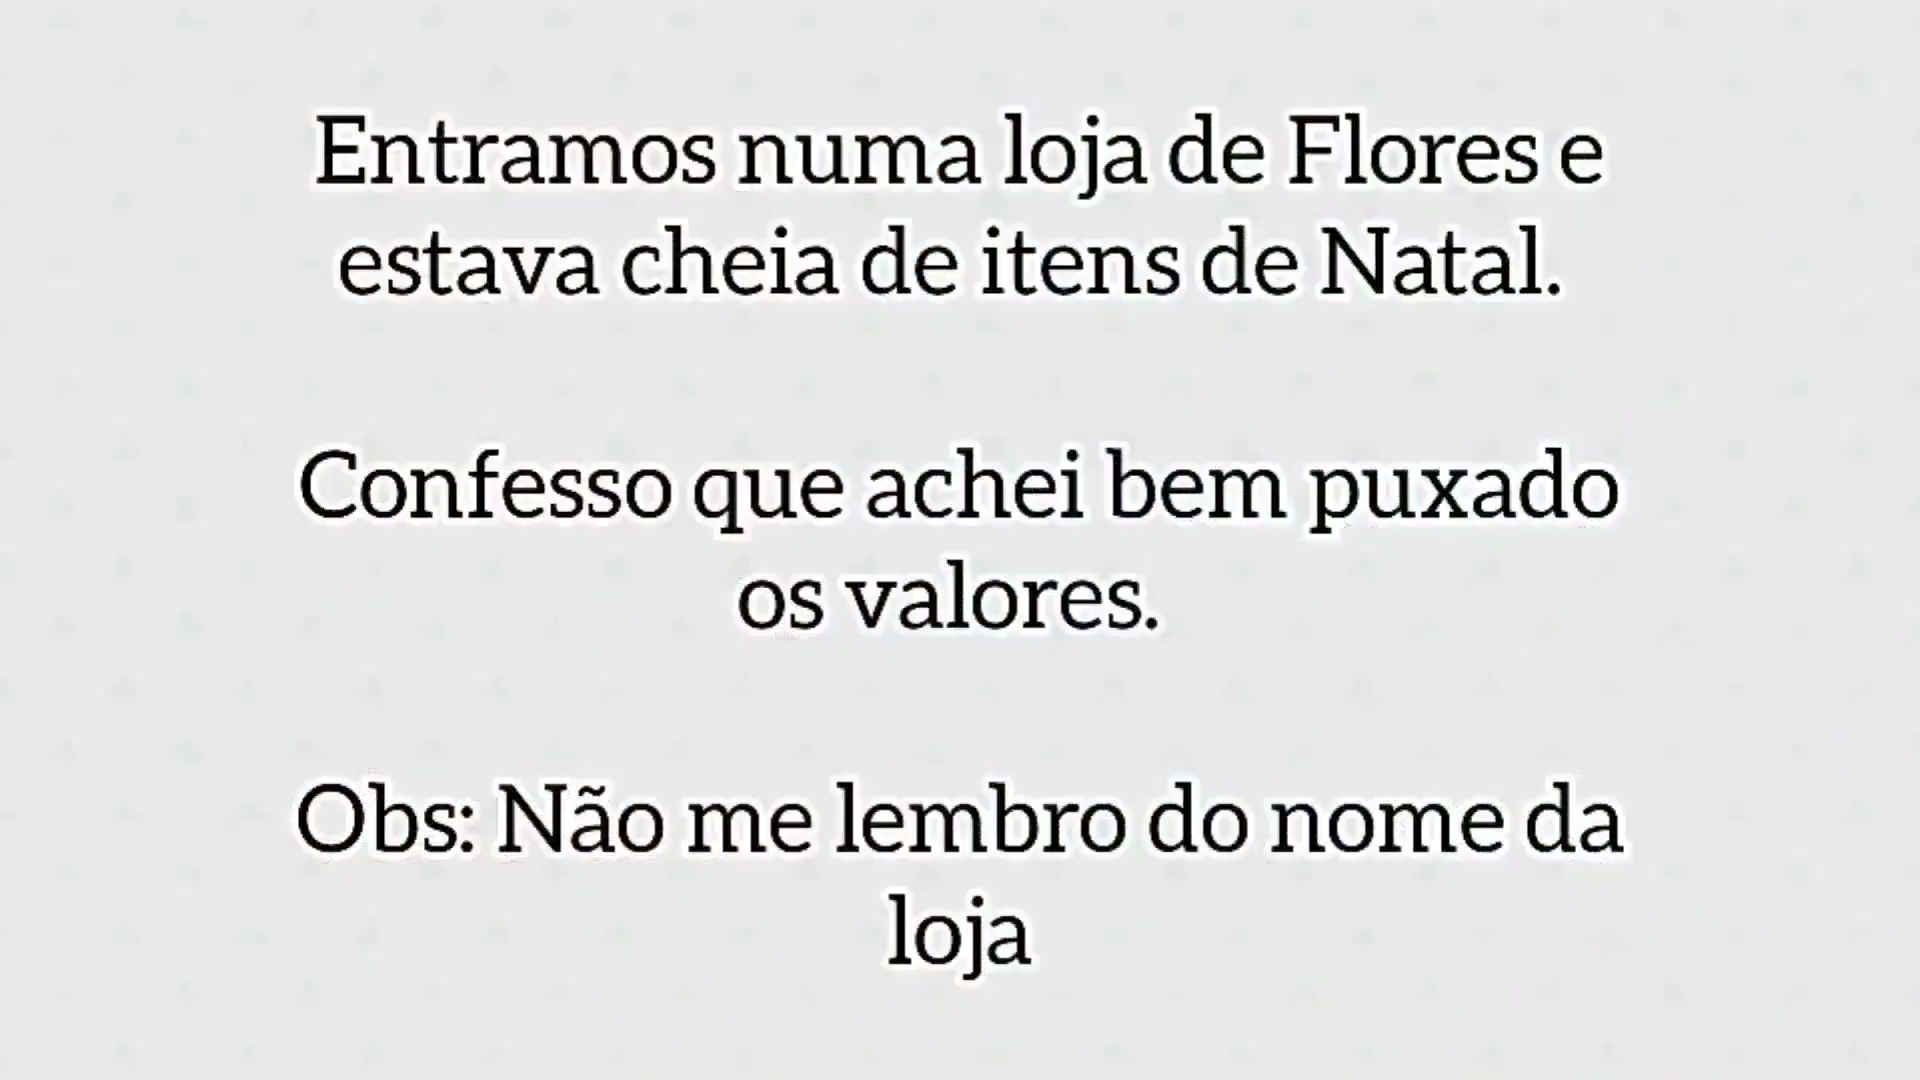 Entramos numa loja de Flores e
estava cheia de itens de Natal.
Confesso que achei bem puxado
os valores.
Obs: Não me lembro do nome da
loja